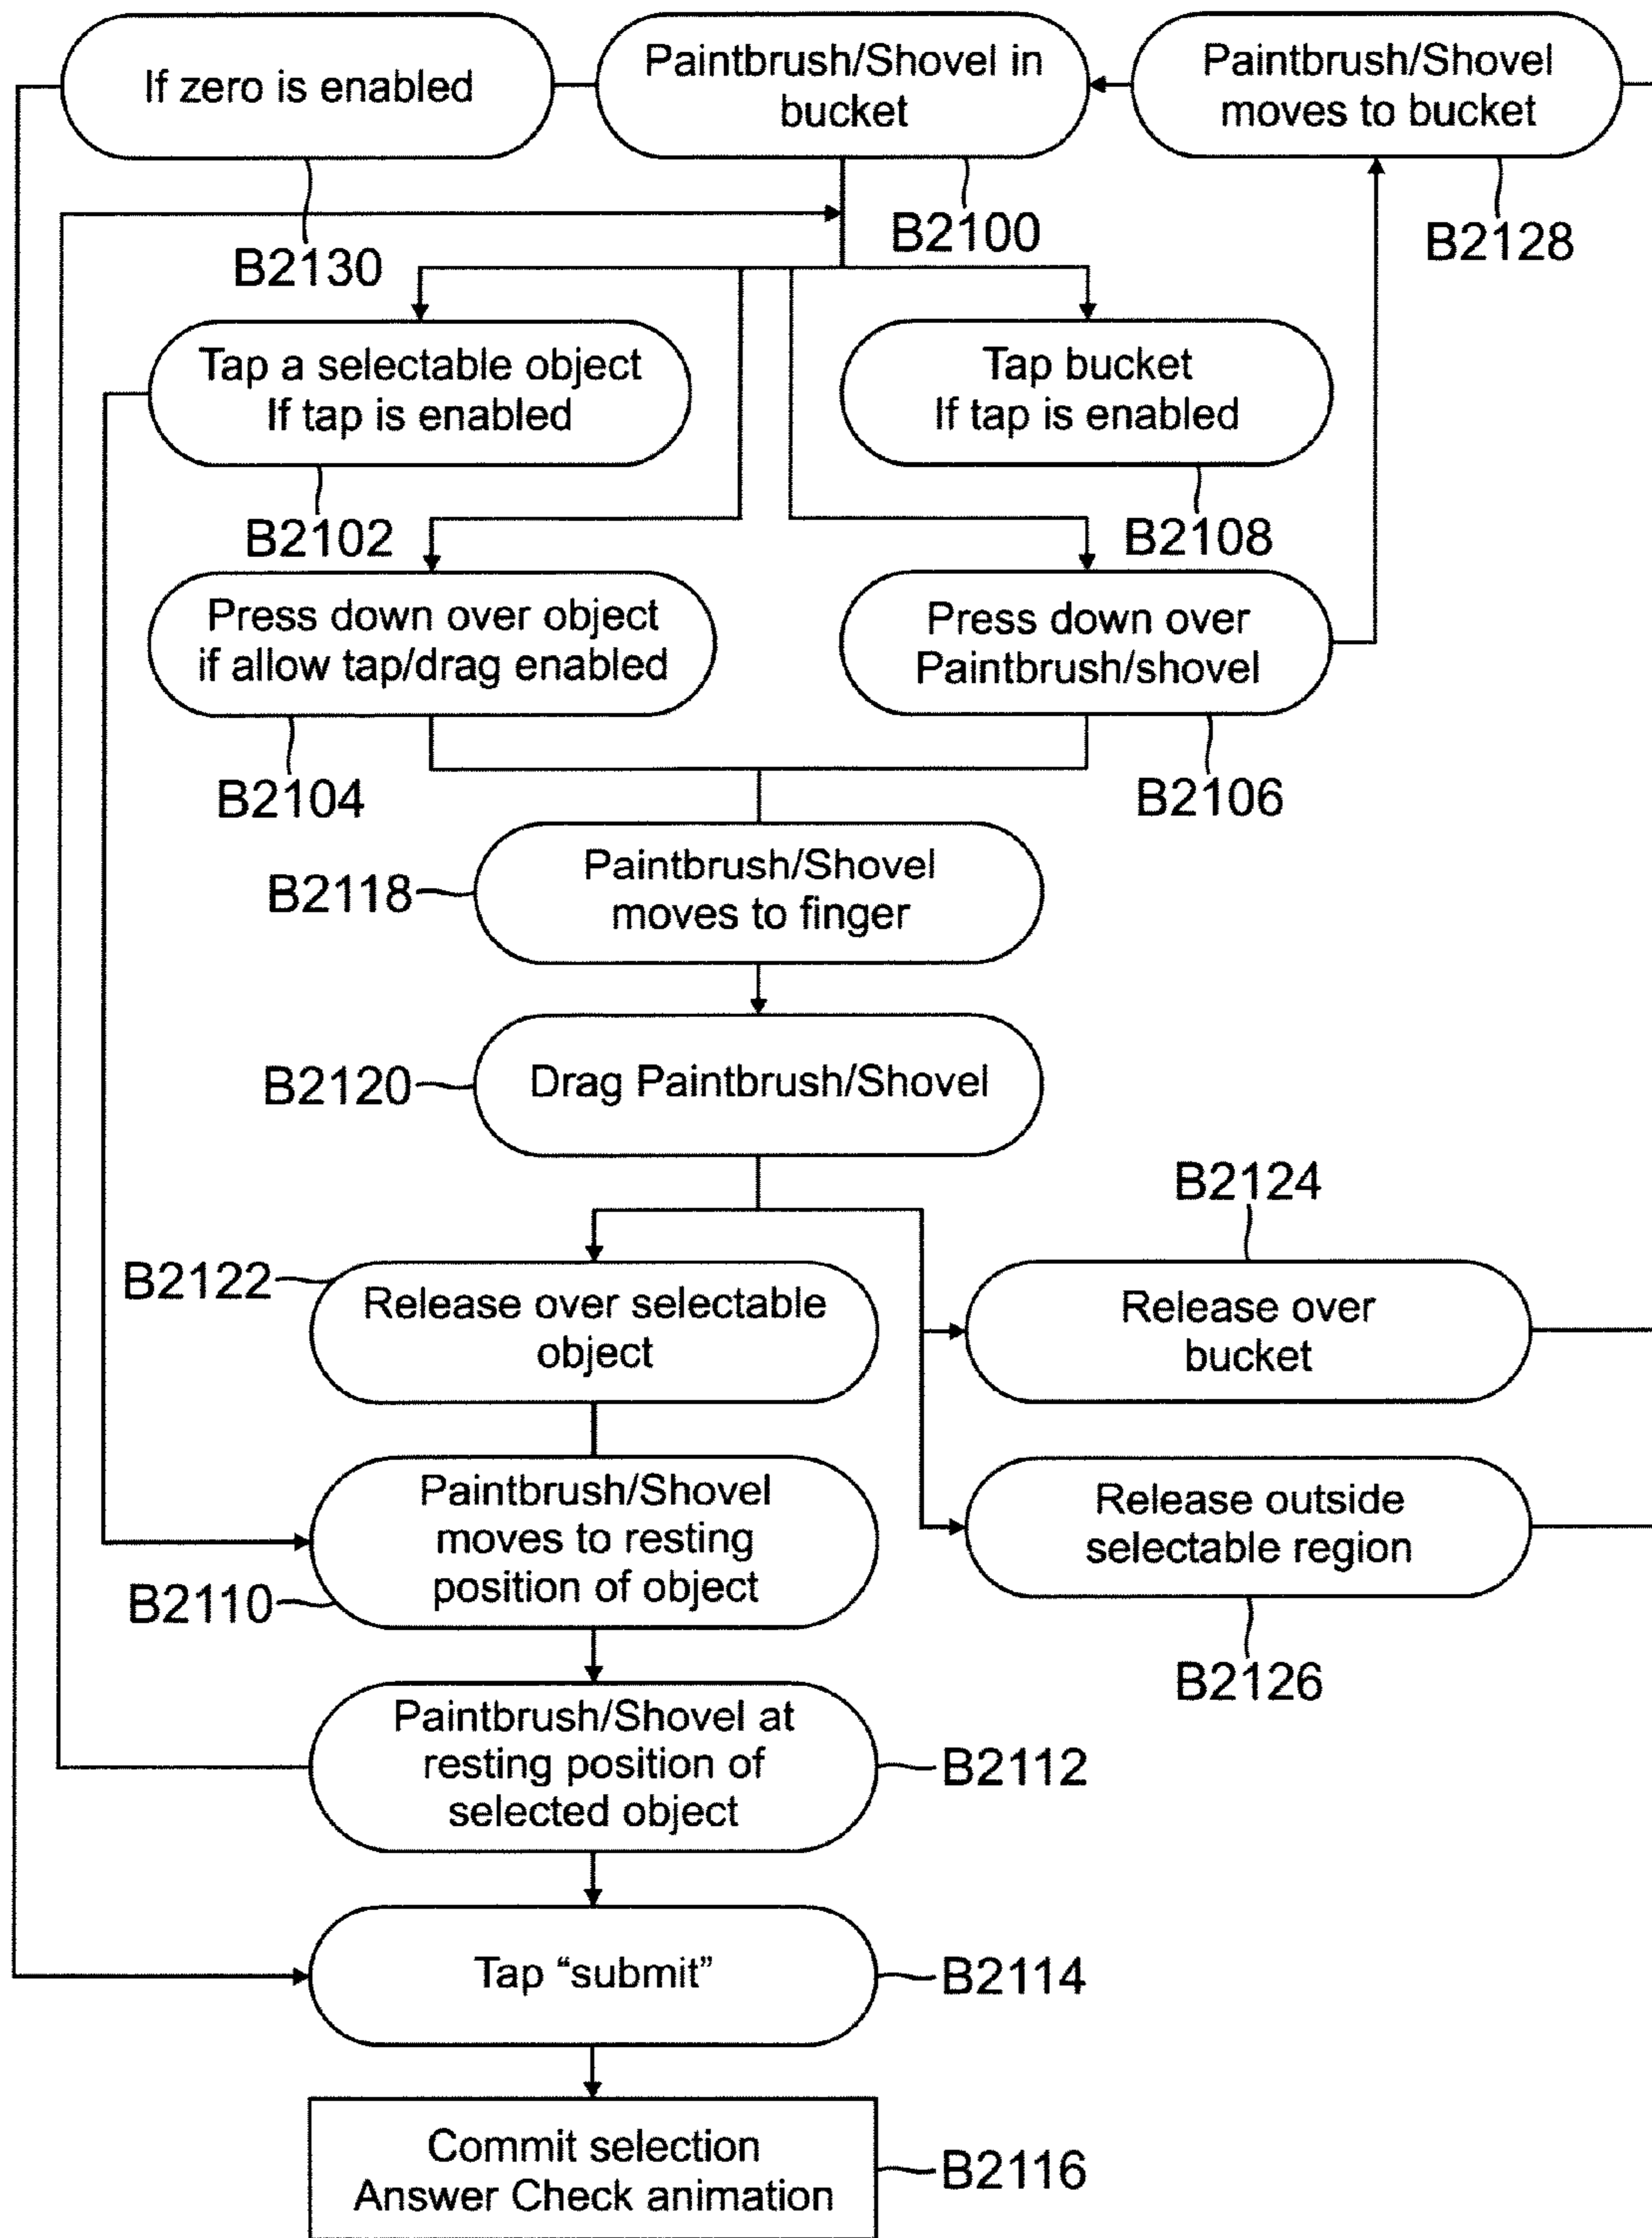 If zero is enabled
Paintbrush/Shovel in
bucket
Paintbrush/Shovel
moves to bucket
B2130
B2100
B2128
Tap a selectable object
If tap is enabled
Tap bucket
If tap is enabled
B2102
B2108
Press down over object
if allow tap/drag enabled
Press down over
Paintbrush/shovel
B2104
B2106
B2118
Paintbrush/Shovel
moves to finger
B2120
Drag Paintbrush/Shovel
B2124
B2122
Release over selectable
object
Release over
bucket
Paintbrush/Shovel
moves to resting
position of object
B2110
Release outside
selectable region
B2126
Paintbrush/Shovel at
resting position of
selected object
B2112
Tap “submit”
B2114
Commit selection
Answer Check animation
B2116